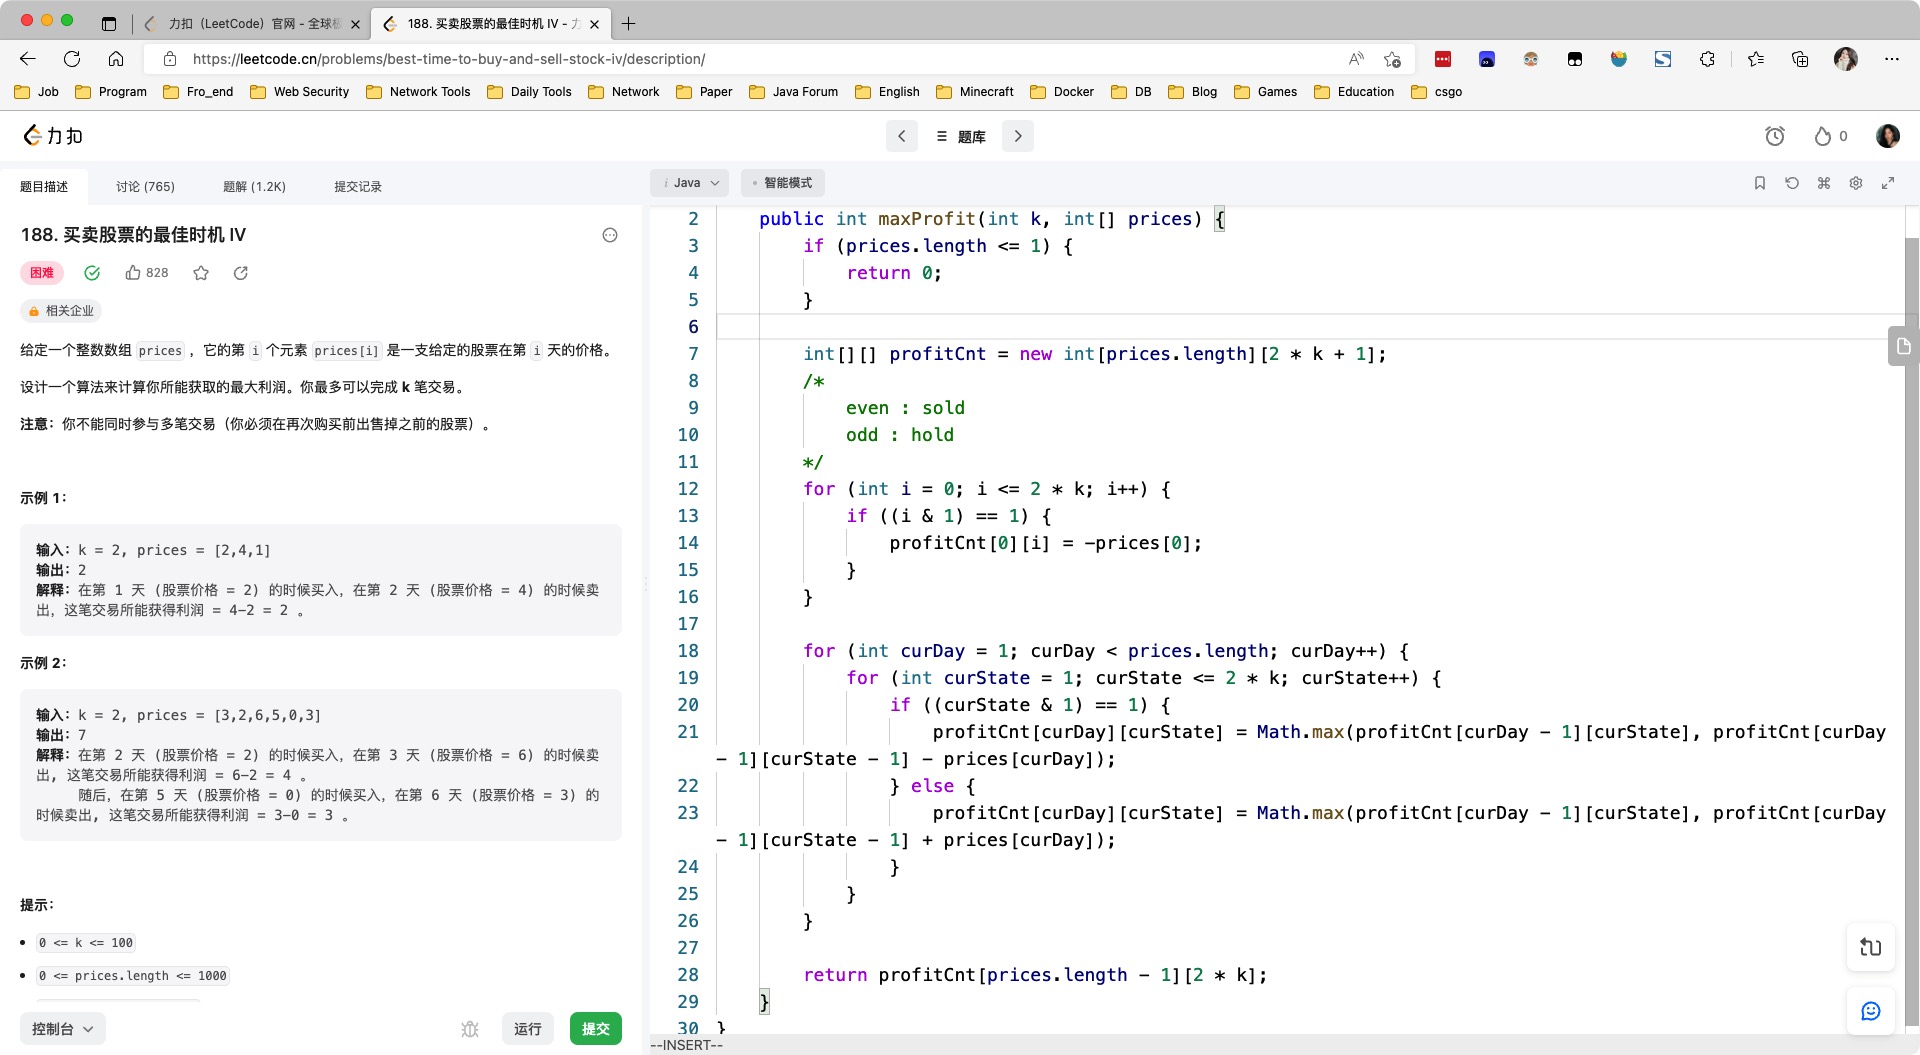 力扣（LeetCode）官网 - 全球极
188. 买卖股票的最佳时机 IV - 力
https://leetcode.cn/problems/best-time-to-buy-and-sell-stock-iv/description/
Job Program Fro_end Web Security Network Tools Daily Tools Network Paper Java Forum English Minecraft Docker DB Blog Games Education csgo
力扣
题库
0
题目描述 讨论 (765) 题解 (1.2K) 提交记录
188. 买卖股票的最佳时机 IV
困难 828
相关企业
给定一个整数数组 prices ，它的第 i 个元素 prices[i] 是一支给定的股票在第 i 天的价格。
设计一个算法来计算你所能获取的最大利润。你最多可以完成 k 笔交易。
注意：你不能同时参与多笔交易（你必须在再次购买前出售掉之前的股票）。
示例 1：
输入：k = 2, prices = [2,4,1]
输出：2
解释：在第 1 天 (股票价格 = 2) 的时候买入，在第 2 天 (股票价格 = 4) 的时候卖
出，这笔交易所能获得利润 = 4-2 = 2 。
示例 2：
输入：k = 2, prices = [3,2,6,5,0,3]
输出：7
解释：在第 2 天 (股票价格 = 2) 的时候买入，在第 3 天 (股票价格 = 6) 的时候卖
出, 这笔交易所能获得利润 = 6-2 = 4 。
随后，在第 5 天 (股票价格 = 0) 的时候买入，在第 6 天 (股票价格 = 3) 的
时候卖出, 这笔交易所能获得利润 = 3-0 = 3 。
提示：
0 <= k <= 100
0 <= prices.length <= 1000
控制台 运行 提交
i Java 智能模式
2 public int maxProfit(int k, int[] prices) {
3 if (prices.length <= 1) {
4 return 0;
5 }
6
7 int[][] profitCnt = new int[prices.length][2 * k + 1];
8 /*
9 even : sold
10 odd : hold
11 */
12 for (int i = 0; i <= 2 * k; i++) {
13 if ((i & 1) == 1) {
14 profitCnt[0][i] = -prices[0];
15 }
16 }
17
18 for (int curDay = 1; curDay < prices.length; curDay++) {
19 for (int curState = 1; curState <= 2 * k; curState++) {
20 if ((curState & 1) == 1) {
21 profitCnt[curDay][curState] = Math.max(profitCnt[curDay - 1][curState], profitCnt[curDay
- 1][curState - 1] - prices[curDay]);
22 } else {
23 profitCnt[curDay][curState] = Math.max(profitCnt[curDay - 1][curState], profitCnt[curDay
- 1][curState - 1] + prices[curDay]);
24 }
25 }
26 }
27
28 return profitCnt[prices.length - 1][2 * k];
29 }
30 }
--INSERT--